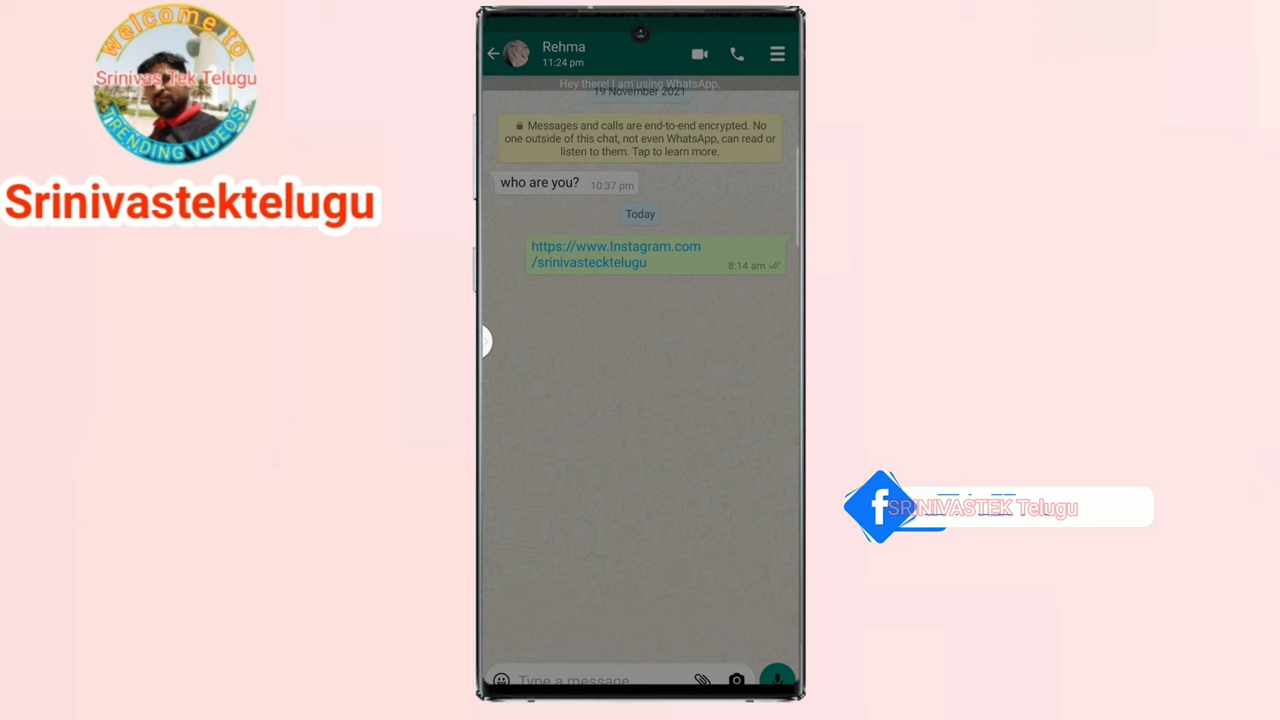 welcome to
Srinivas Tek Telugu
TRENDING VIDEOS
Srinivastektelugu
Rehma
11:24 pm
Hey there! I am using WhatsApp.
19 November 2021
Messages and calls are end-to-end encrypted. No
one outside of this chat, not even WhatsApp, can read or
listen to them. Tap to learn more.
who are you? 10:37 pm
Today
https://www.Instagram.com
/srinivastecktelugu
8:14 am
Type a message
f SRINIVASTEK Telugu